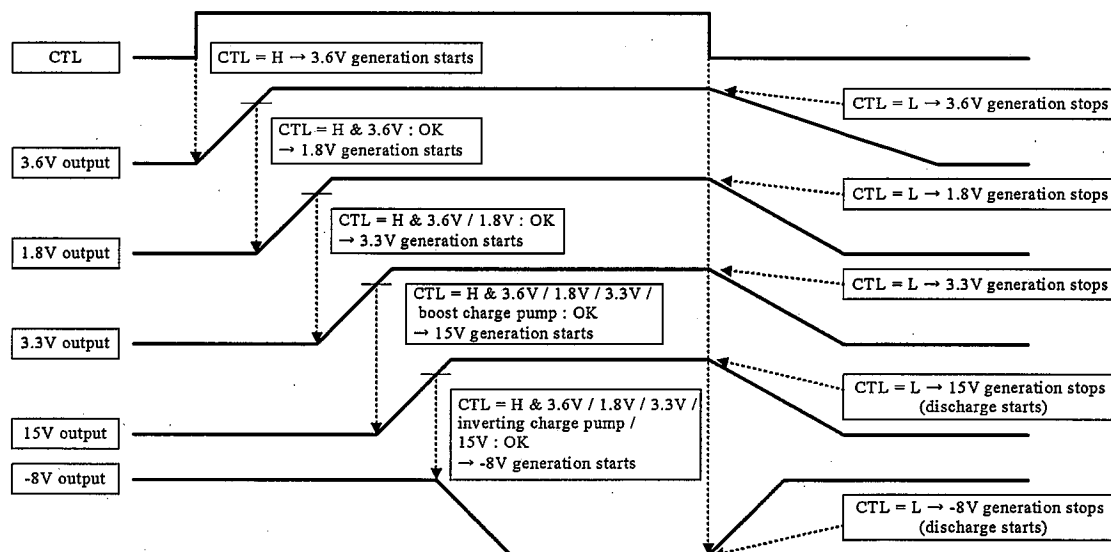 CTL
CTL = H → 3.6V generation starts
CTL = L → 3.6V generation stops
CTL = H & 3.6V : OK
→ 1.8V generation starts
3.6V output
CTL = L → 1.8V generation stops
CTL = H & 3.6V / 1.8V : OK
→ 3.3V generation starts
1.8V output
CTL = L → 3.3V generation stops
CTL = H & 3.6V / 1.8V / 3.3V /
boost charge pump : OK
→ 15V generation starts
3.3V output
CTL = L → 15V generation stops
(discharge starts)
CTL = H & 3.6V / 1.8V / 3.3V /
inverting charge pump /
15V : OK
→ -8V generation starts
15V output
-8V output
CTL = L → -8V generation stops
(discharge starts)